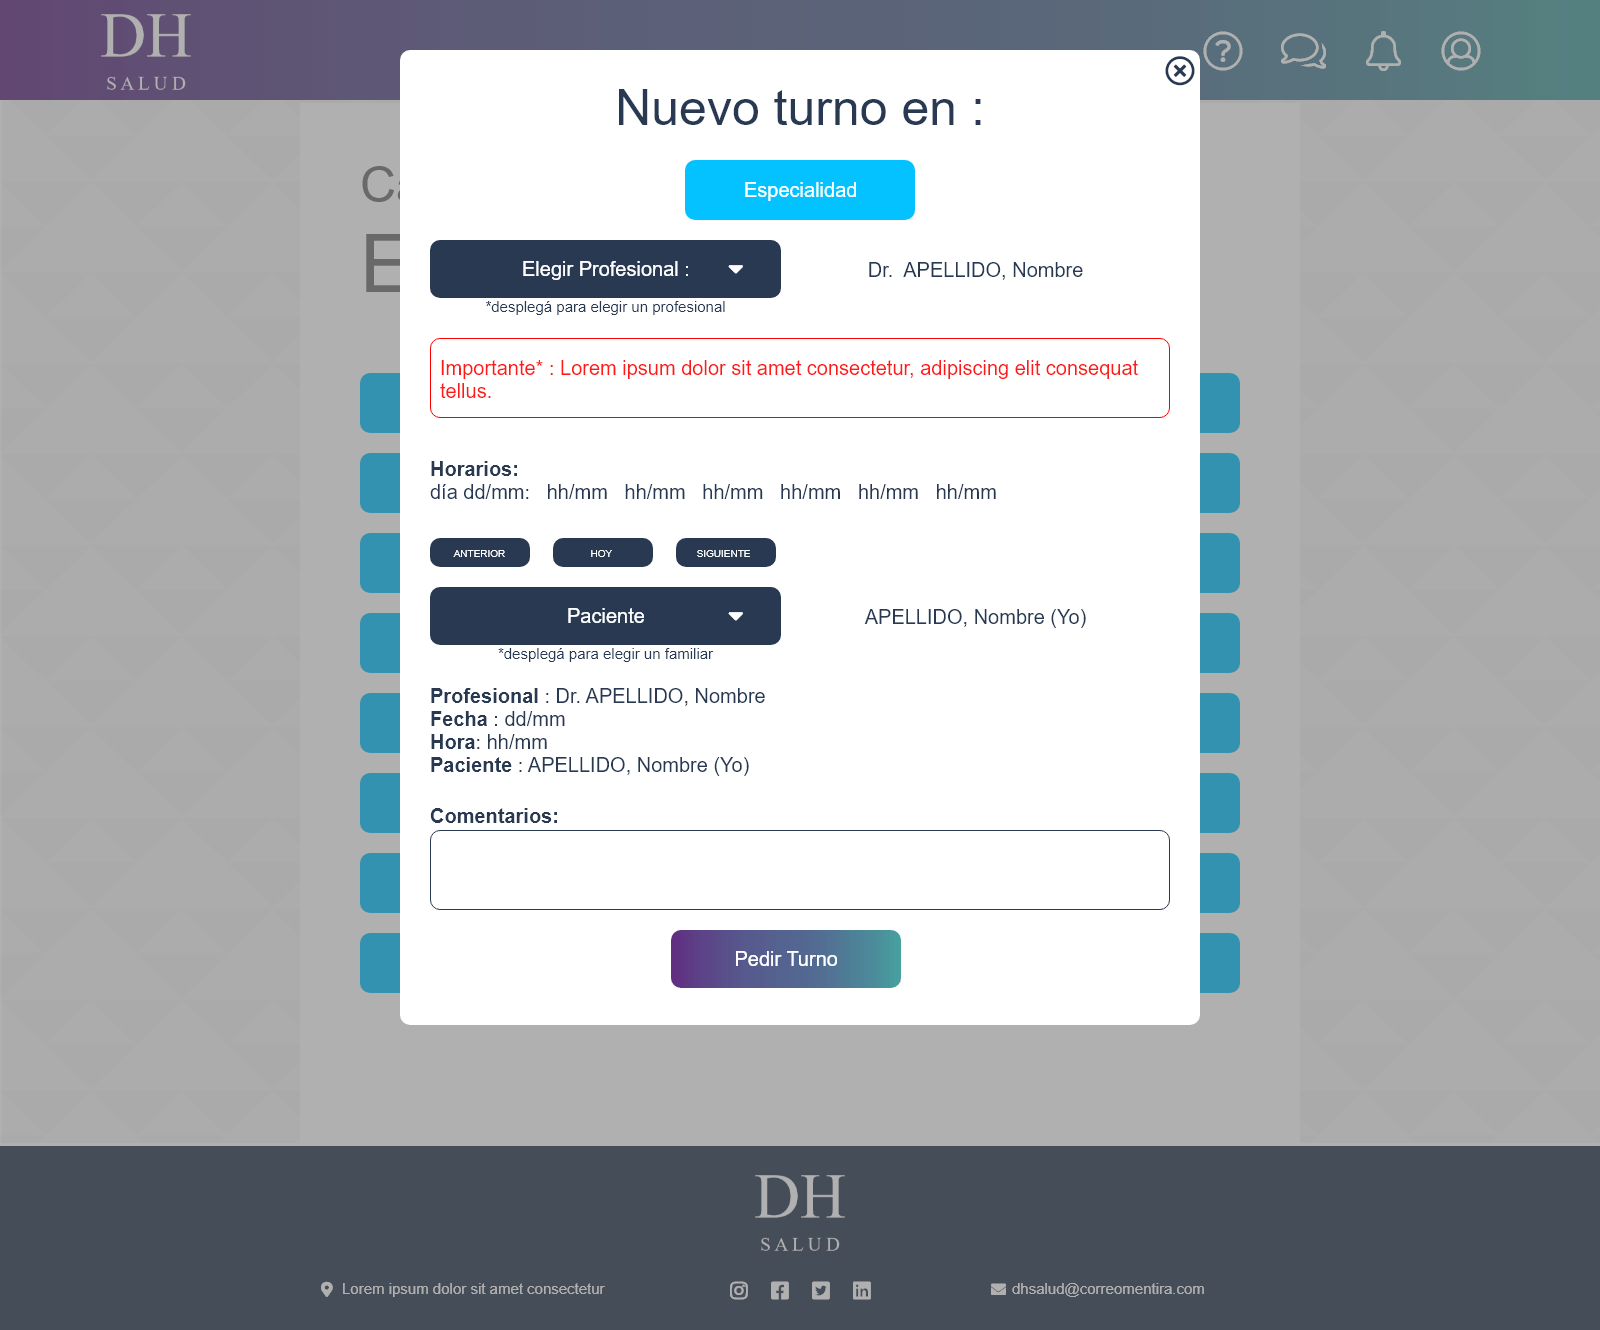 DH
SALUD
Nuevo turno en :
Especialidad
Elegir Profesional :
Dr. APELLIDO, Nombre
*desplegá para elegir un profesional
Importante* : Lorem ipsum dolor sit amet consectetur, adipiscing elit consequat
tellus.
Horarios:
día dd/mm: hh/mm hh/mm hh/mm hh/mm hh/mm hh/mm
ANTERIOR HOY SIGUIENTE
Paciente
APELLIDO, Nombre (Yo)
*desplegá para elegir un familiar
Profesional : Dr. APELLIDO, Nombre
Fecha : dd/mm
Hora: hh/mm
Paciente : APELLIDO, Nombre (Yo)
Comentarios:
Pedir Turno
DH
SALUD
Lorem ipsum dolor sit amet consectetur
dhsalud@correomentira.com